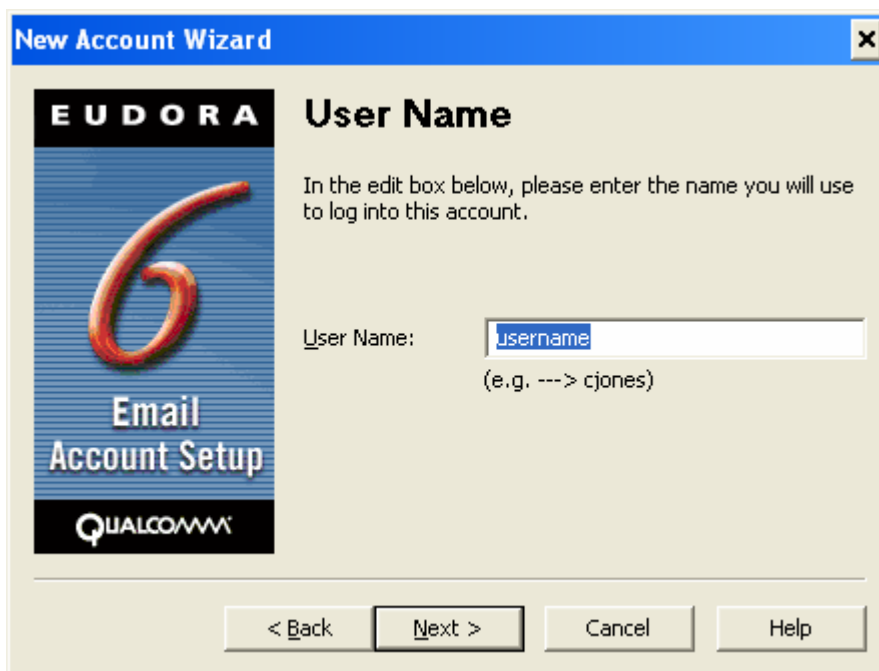 New Account Wizard
EUDORA
6
Email
Account Setup
QUALCOMM
User Name
In the edit box below, please enter the name you will use
to log into this account.
User Name: username
(e.g. ---> cjones)
< Back Next > Cancel Help